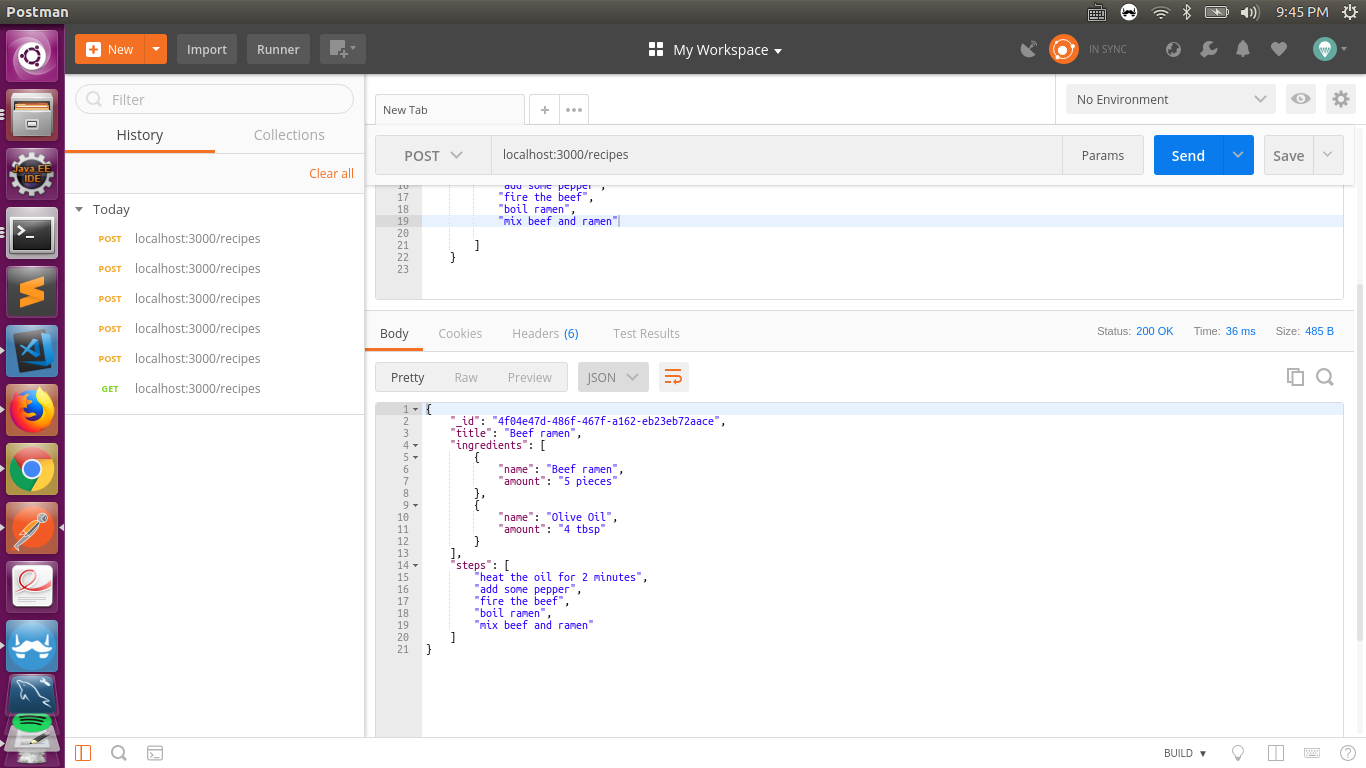 Postman
9:45 PM
New
Import
Runner
My Workspace
IN SYNC
Filter
History
Collections
Clear all
Today
POST localhost:3000/recipes
POST localhost:3000/recipes
POST localhost:3000/recipes
POST localhost:3000/recipes
POST localhost:3000/recipes
GET localhost:3000/recipes
Java EE
IDE
New Tab
No Environment
POST
localhost:3000/recipes
Params
Send
Save
16 "add some pepper",
17 "fire the beef",
18 "boil ramen",
19 "mix beef and ramen"
20
21 ]
22 }
23
Body
Cookies
Headers (6)
Test Results
Status: 200 OK
Time: 36 ms
Size: 485 B
Pretty
Raw
Preview
JSON
1 {
2 "_id": "4f04e47d-486f-467f-a162-eb23eb72aace",
3 "title": "Beef ramen",
4 "ingredients": [
5 {
6 "name": "Beef ramen",
7 "amount": "5 pieces"
8 },
9 {
10 "name": "Olive Oil",
11 "amount": "4 tbsp"
12 }
13 ],
14 "steps": [
15 "heat the oil for 2 minutes",
16 "add some pepper",
17 "fire the beef",
18 "boil ramen",
19 "mix beef and ramen"
20 ]
21 }
BUILD